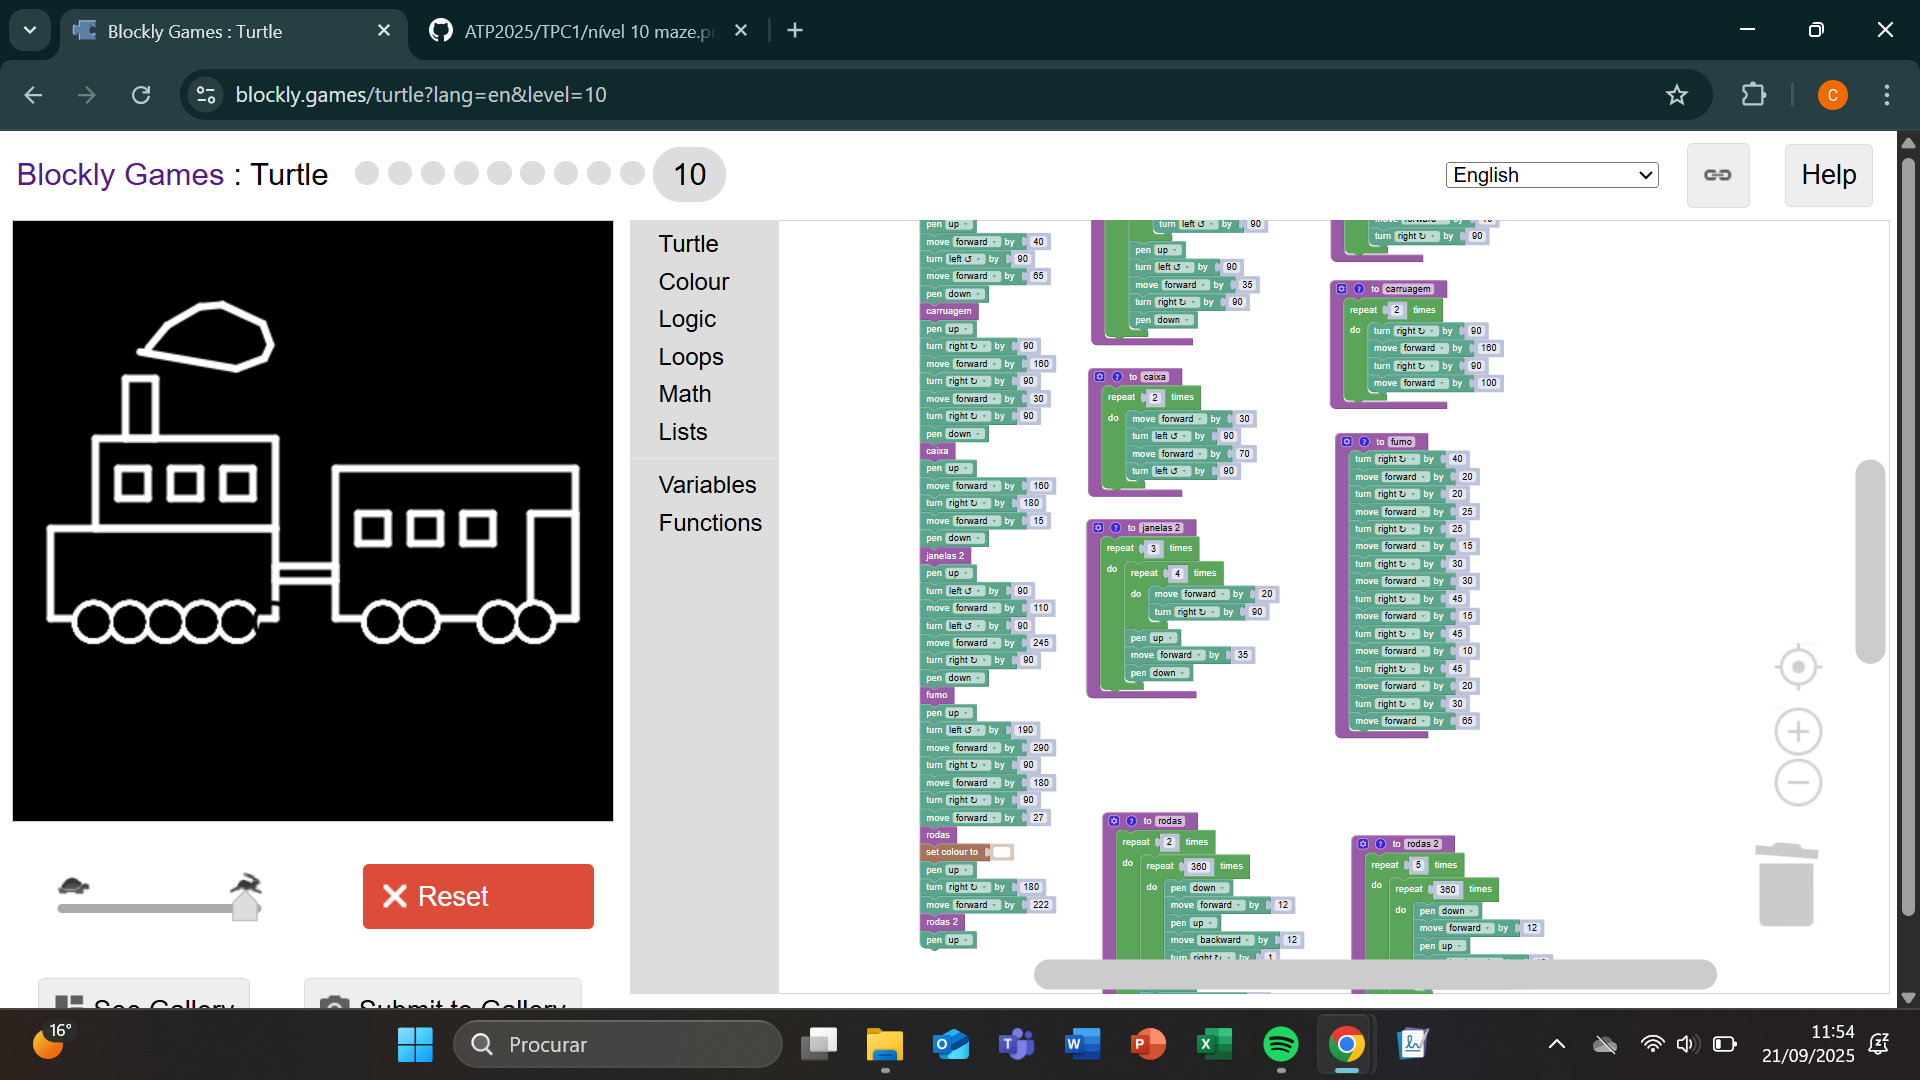 Blockly Games : Turtle
ATP2025/TPC1/nível 10 maze.pr
blockly.games/turtle?lang=en&level=10
C
Blockly Games : Turtle
10
English
Help
Turtle
Colour
Logic
Loops
Math
Lists
Variables
Functions
pen up
move forward by 40
turn left ↺ by 90
move forward by 65
pen down
carruagem
pen up
turn right ↻ by 90
move forward by 160
turn right ↻ by 90
move forward by 30
turn right ↻ by 90
pen down
caixa
pen up
move forward by 160
turn right ↻ by 180
move forward by 15
pen down
janelas 2
pen up
turn left ↺ by 90
move forward by 110
turn left ↺ by 90
move forward by 245
turn right ↻ by 90
pen down
fumo
pen up
turn left ↺ by 190
move forward by 290
turn right ↻ by 90
move forward by 180
turn right ↻ by 90
move forward by 27
rodas
set colour to
pen up
turn right ↻ by 180
move forward by 222
rodas 2
pen up
turn left ↺ by 90
pen up
turn left ↺ by 90
move forward by 35
turn right ↻ by 90
pen down
to caixa
repeat 2 times
do move forward by 30
turn left ↺ by 90
move forward by 70
turn left ↺ by 90
to janelas 2
repeat 3 times
do repeat 4 times
do move forward by 20
turn right ↻ by 90
pen up
move forward by 35
pen down
to rodas
repeat 2 times
do repeat 360 times
do pen down
move forward by 12
pen up
move backward by 12
turn right ↻ by 1
turn right ↻ by 90
to carruagem
repeat 2 times
do turn right ↻ by 90
move forward by 160
turn right ↻ by 90
move forward by 100
to fumo
turn right ↻ by 40
move forward by 20
turn right ↻ by 20
move forward by 25
turn right ↻ by 25
move forward by 15
turn right ↻ by 30
move forward by 30
turn right ↻ by 45
move forward by 15
turn right ↻ by 45
move forward by 10
turn right ↻ by 45
move forward by 20
turn right ↻ by 30
move forward by 65
to rodas 2
repeat 5 times
do repeat 360 times
do pen down
move forward by 12
pen up
Reset
See Gallery
Submit to Gallery
16°
Procurar
11:54
21/09/2025